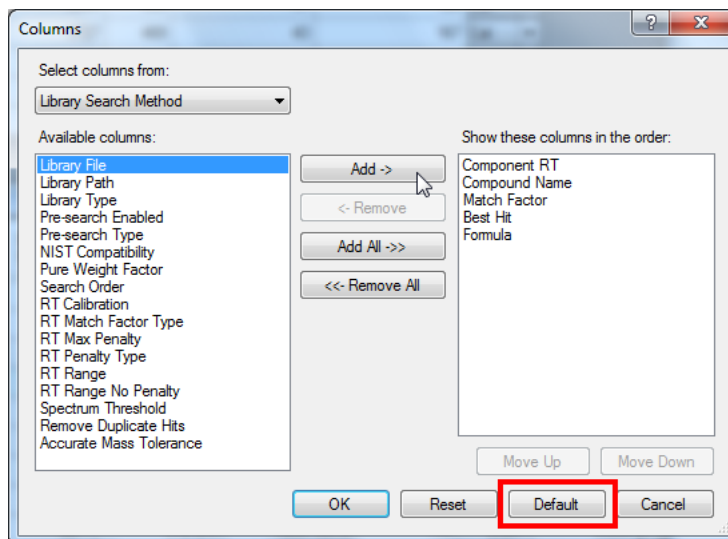 Columns
Select columns from:
Library Search Method
Available columns:
Library File
Library Path
Library Type
Pre-search Enabled
Pre-search Type
NIST Compatibility
Pure Weight Factor
Search Order
RT Calibration
RT Match Factor Type
RT Max Penalty
RT Penalty Type
RT Range
RT Range No Penalty
Spectrum Threshold
Remove Duplicate Hits
Accurate Mass Tolerance
Add ->
<- Remove
Add All ->>
<<- Remove All
Show these columns in the order:
Component RT
Compound Name
Match Factor
Best Hit
Formula
Move Up
Move Down
OK
Reset
Default
Cancel